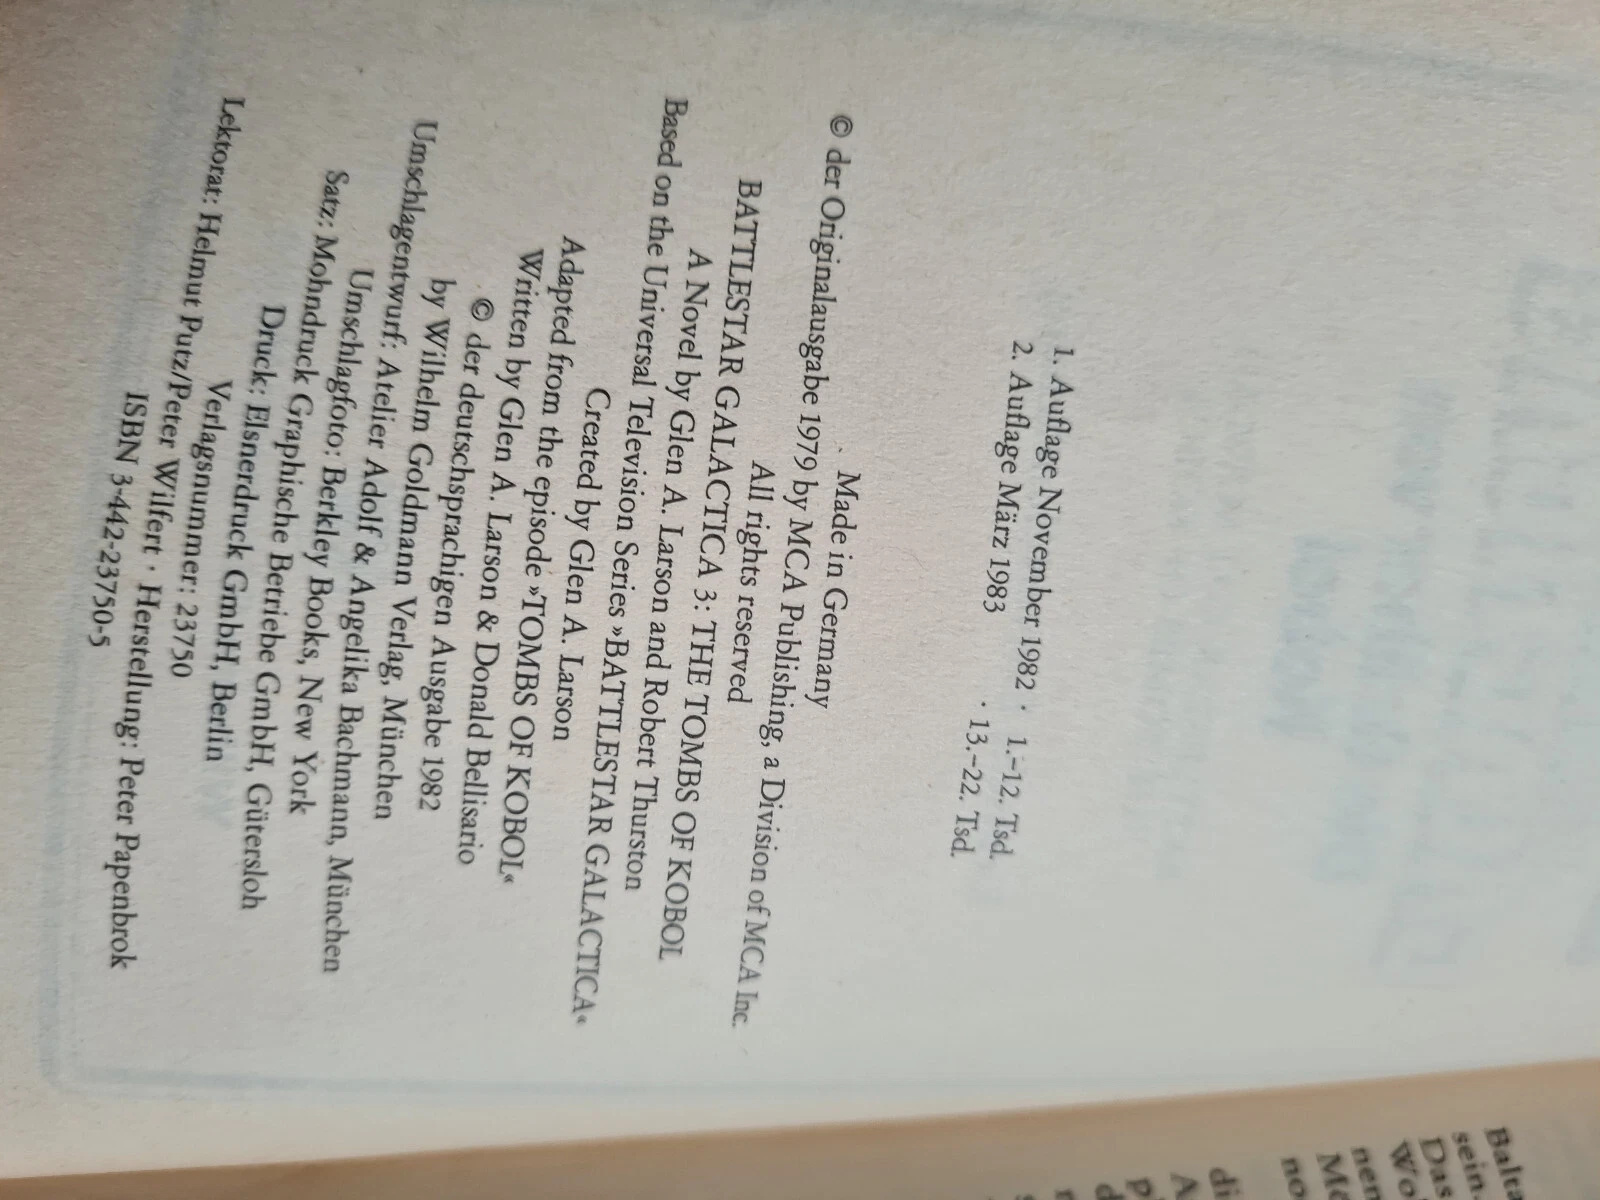 1. Auflage November 1982 · 1.–12. Tsd.
2. Auflage März 1983 · 13.–22. Tsd.
Made in Germany
© der Originalausgabe 1979 by MCA Publishing, a Division of MCA Inc.
All rights reserved
BATTLESTAR GALACTICA 3: THE TOMBS OF KOBOL
A Novel by Glen A. Larson and Robert Thurston
Based on the Universal Television Series »BATTLESTAR GALACTICA«
Created by Glen A. Larson
Adapted from the episode »TOMBS OF KOBOL«
Written by Glen A. Larson & Donald Bellisario
© der deutschsprachigen Ausgabe 1982
by Wilhelm Goldmann Verlag, München
Umschlagentwurf: Atelier Adolf & Angelika Bachmann, München
Umschlagfoto: Berkley Books, New York
Satz: Mohndruck Graphische Betriebe GmbH, Gütersloh
Druck: Elsnerdruck GmbH, Berlin
Verlagsnummer: 23750
Lektorat: Helmut Putz/Peter Wilfert · Herstellung: Peter Papenbrok
ISBN 3-442-23750-5
sein
Das